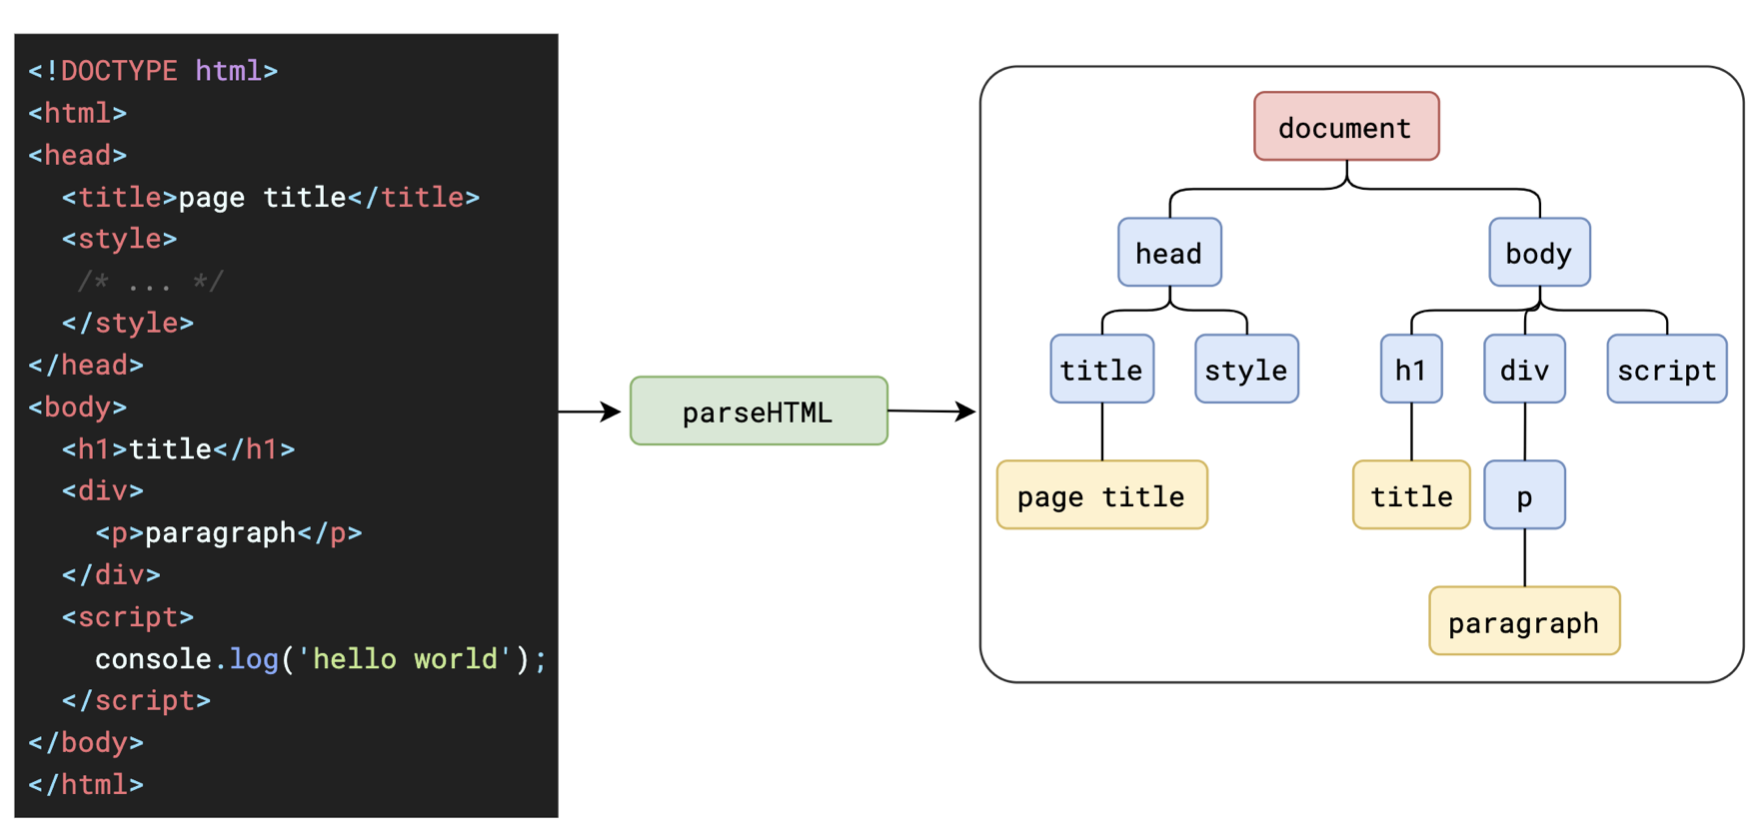 <!DOCTYPE html>
<html>
<head>
  <title>page title</title>
  <style>
   /* ... */
  </style>
</head>
<body>
  <h1>title</h1>
  <div>
    <p>paragraph</p>
  </div>
  <script>
    console.log('hello world');
  </script>
</body>
</html>
parseHTML
document
head body
title style h1 div script
page title title p
paragraph